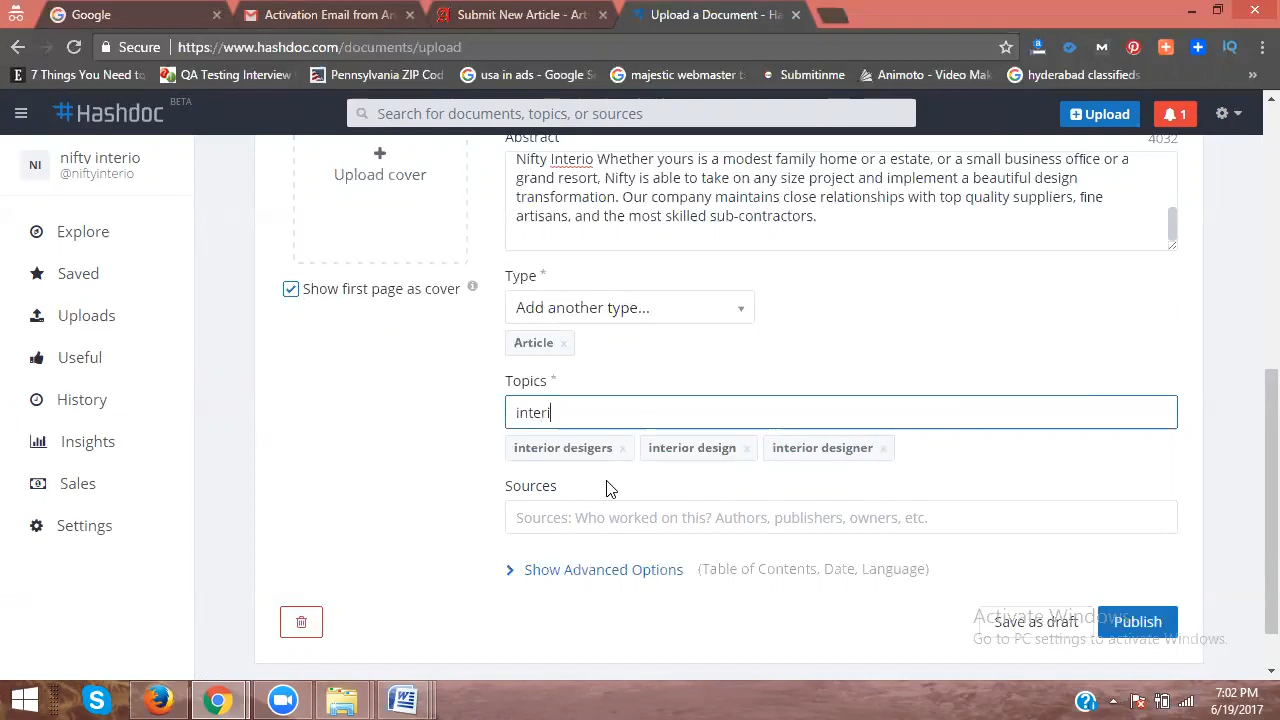 Google
Activation Email from Ar
Submit New Article - Art
Upload a Document - Ha
Secure
https://www.hashdoc.com/documents/upload
7 Things You Need to
QA Testing Interview
Pennsylvania ZIP Cod
usa in ads - Google Se
majestic webmaster t
Submitinme
Animoto - Video Mak
hyderabad classifieds
Hashdoc
BETA
Search for documents, topics, or sources
Upload
1
NI
nifty interio
@niftyinterio
Explore
Saved
Uploads
Useful
History
Insights
Sales
Settings
Upload cover
Show first page as cover
Abstract
4032
Nifty Interio Whether yours is a modest family home or a estate, or a small business office or a
grand resort, Nifty is able to take on any size project and implement a beautiful design
transformation. Our company maintains close relationships with top quality suppliers, fine
artisans, and the most skilled sub-contractors.
Type *
Add another type...
Article x
Topics *
interi
interior desigers x
interior design x
interior designer x
Sources
Sources: Who worked on this? Authors, publishers, owners, etc.
Show Advanced Options (Table of Contents, Date, Language)
Save as draft
Publish
Activate Windows
Go to PC settings to activate Windows.
7:02 PM
6/19/2017